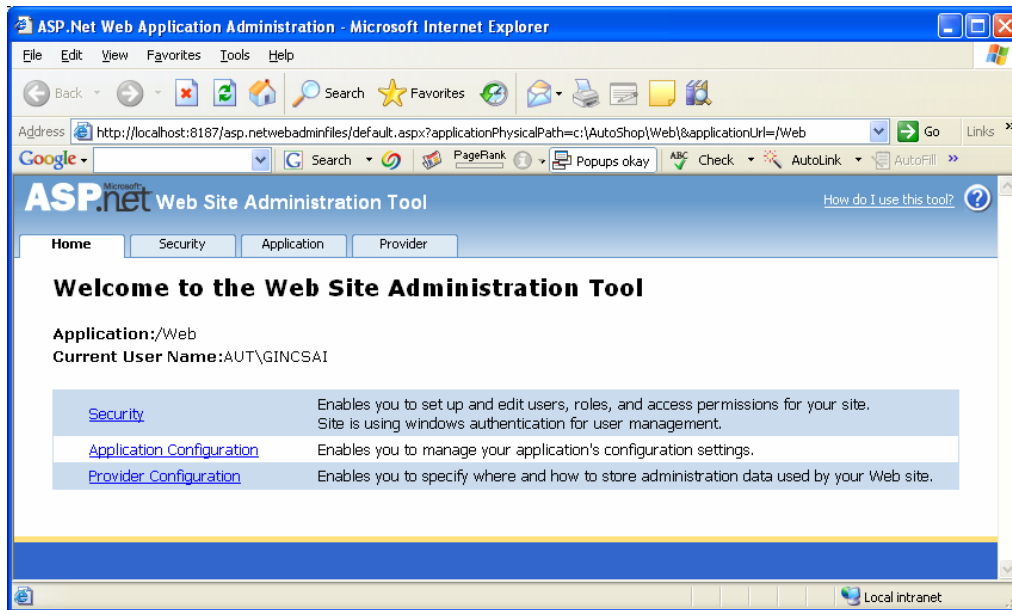 ASP.Net Web Application Administration - Microsoft Internet Explorer
File Edit View Favorites Tools Help
Back Search Favorites
Address http://localhost:8187/asp.netwebadminfiles/default.aspx?applicationPhysicalPath=c:\AutoShop\Web\&applicationUrl=/Web Go Links »
Google Search PageRank Popups okay ABC Check AutoLink AutoFill »
Microsoft ASP.net Web Site Administration Tool How do I use this tool? ?
Home Security Application Provider
Welcome to the Web Site Administration Tool
Application:/Web
Current User Name:AUT\GINCSAI
Security Enables you to set up and edit users, roles, and access permissions for your site.
Site is using windows authentication for user management.
Application Configuration Enables you to manage your application's configuration settings.
Provider Configuration Enables you to specify where and how to store administration data used by your Web site.
Local intranet